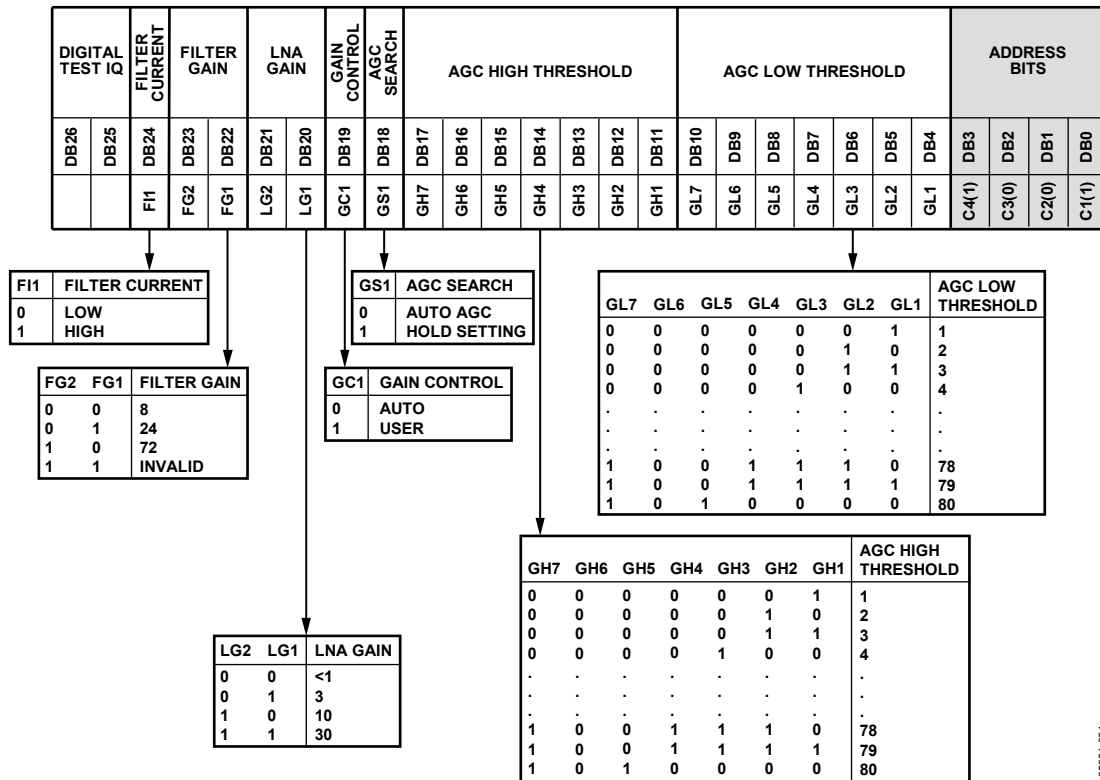 DIGITAL TEST IQ
FILTER CURRENT
FILTER GAIN
LNA GAIN
GAIN CONTROL
AGC SEARCH
AGC HIGH THRESHOLD
AGC LOW THRESHOLD
ADDRESS BITS
DB26 DB25 DB24 DB23 DB22 DB21 DB20 DB19 DB18 DB17 DB16 DB15 DB14 DB13 DB12 DB11 DB10 DB9 DB8 DB7 DB6 DB5 DB4 DB3 DB2 DB1 DB0
FI1 FG2 FG1 LG2 LG1 GC1 GS1 GH7 GH6 GH5 GH4 GH3 GH2 GH1 GL7 GL6 GL5 GL4 GL3 GL2 GL1 C4(1) C3(0) C2(0) C1(1)
FI1 FILTER CURRENT
0 LOW
1 HIGH
GS1 AGC SEARCH
0 AUTO AGC
1 HOLD SETTING
FG2 FG1 FILTER GAIN
0 0 8
0 1 24
1 0 72
1 1 INVALID
GC1 GAIN CONTROL
0 AUTO
1 USER
GL7 GL6 GL5 GL4 GL3 GL2 GL1 AGC LOW THRESHOLD
0 0 0 0 0 0 1 1
0 0 0 0 0 1 0 2
0 0 0 0 0 1 1 3
0 0 0 0 1 0 0 4
. . . . . . . .
. . . . . . . .
. . . . . . . .
1 0 0 1 1 1 0 78
1 0 0 1 1 1 1 79
1 0 1 0 0 0 0 80
GH7 GH6 GH5 GH4 GH3 GH2 GH1 AGC HIGH THRESHOLD
0 0 0 0 0 0 1 1
0 0 0 0 0 1 0 2
0 0 0 0 0 1 1 3
0 0 0 0 1 0 0 4
. . . . . . . .
. . . . . . . .
. . . . . . . .
1 0 0 1 1 1 0 78
1 0 0 1 1 1 1 79
1 0 1 0 0 0 0 80
LG2 LG1 LNA GAIN
0 0 <1
0 1 3
1 0 10
1 1 30